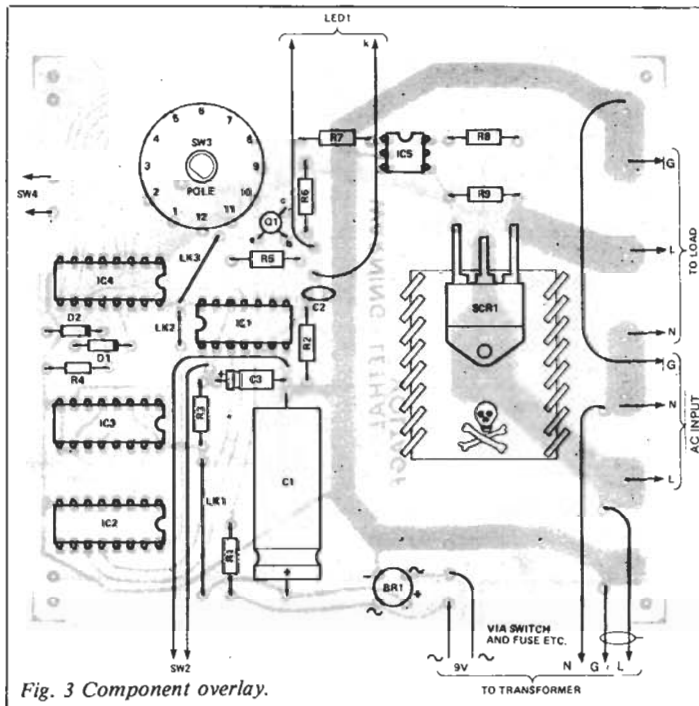 LED1
k
5
6
7
4
8
3
SW3
9
2
POLE
10
1
12
11
SW4
R7
IC5
R8
R6
R9
c
Q1
e
b
R5
LK3
G
L
N
TO LOAD
IC4
C2
SCR1
LK2
IC1
R2
D2
D1
R4
C3
+
R3
WARNING LETHAL
G
N
L
AC INPUT
IC3
C1
LK1
IC2
R1
+
BR1
-
~
~
+
VIA SWITCH
AND FUSE ETC.
~
9V
~
N
G
L
SW2
TO TRANSFORMER
Fig. 3 Component overlay.